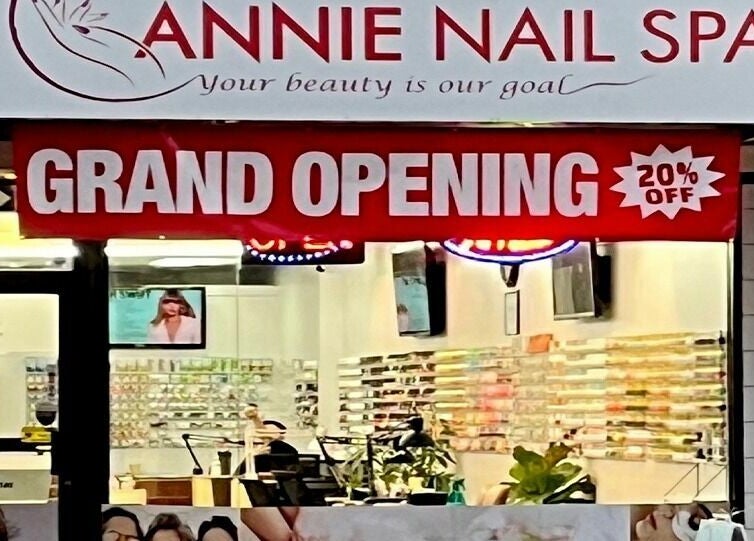 ANNIE NAIL SPA
Your beauty is our goal
GRAND OPENING
20%
OFF